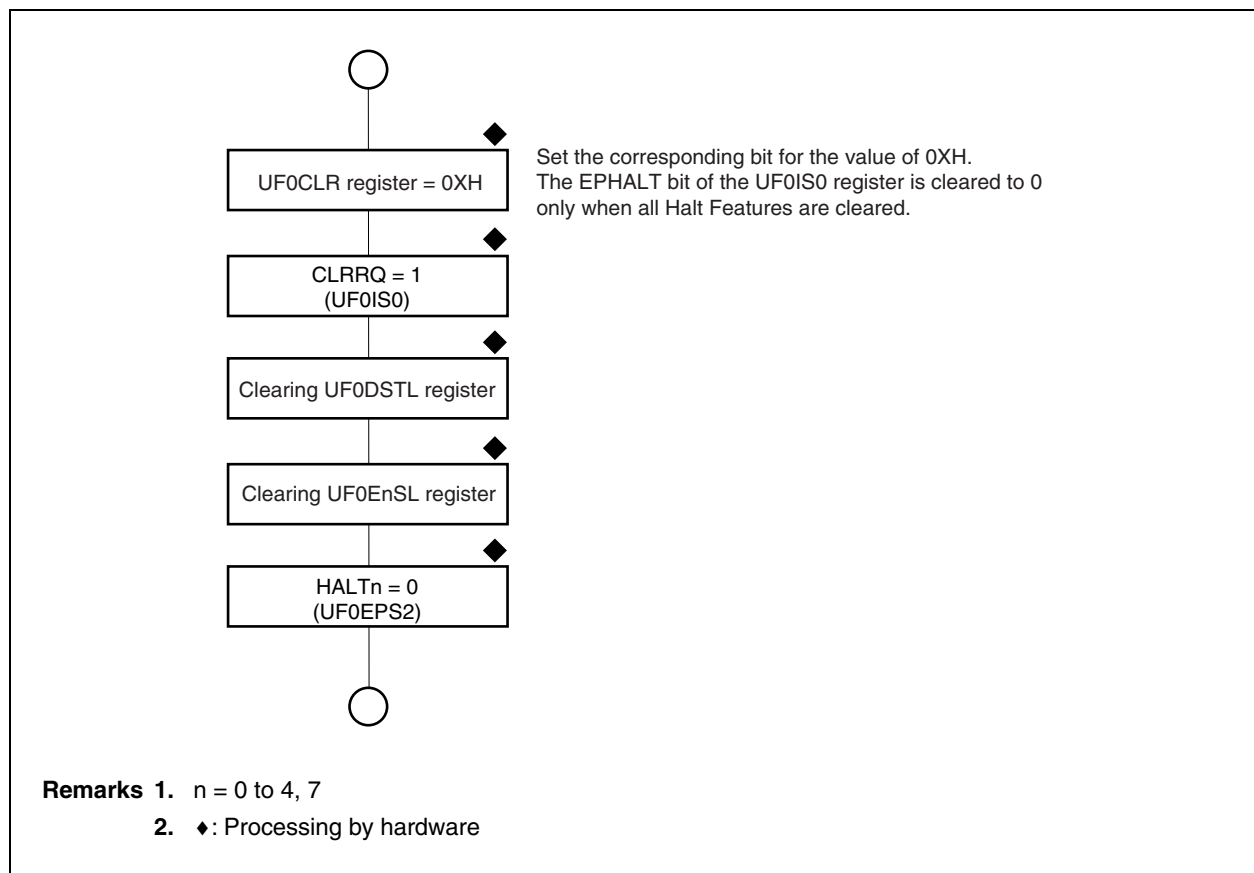 UF0CLR register = 0XH
Set the corresponding bit for the value of 0XH.
The EPHALT bit of the UF0IS0 register is cleared to 0
only when all Halt Features are cleared.
CLRRQ = 1
(UF0IS0)
Clearing UF0DSTL register
Clearing UF0EnSL register
HALTn = 0
(UF0EPS2)
Remarks 1. n = 0 to 4, 7
2. ♦: Processing by hardware